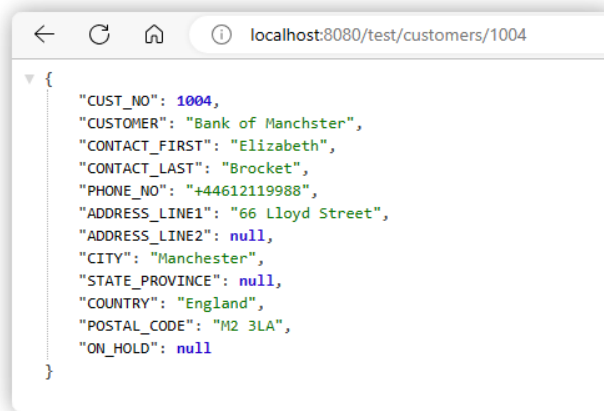 localhost:8080/test/customers/1004
{
"CUST_NO": 1004,
"CUSTOMER": "Bank of Manchster",
"CONTACT_FIRST": "Elizabeth",
"CONTACT_LAST": "Brocket",
"PHONE_NO": "+44612119988",
"ADDRESS_LINE1": "66 Lloyd Street",
"ADDRESS_LINE2": null,
"CITY": "Manchester",
"STATE_PROVINCE": null,
"COUNTRY": "England",
"POSTAL_CODE": "M2 3LA",
"ON_HOLD": null
}